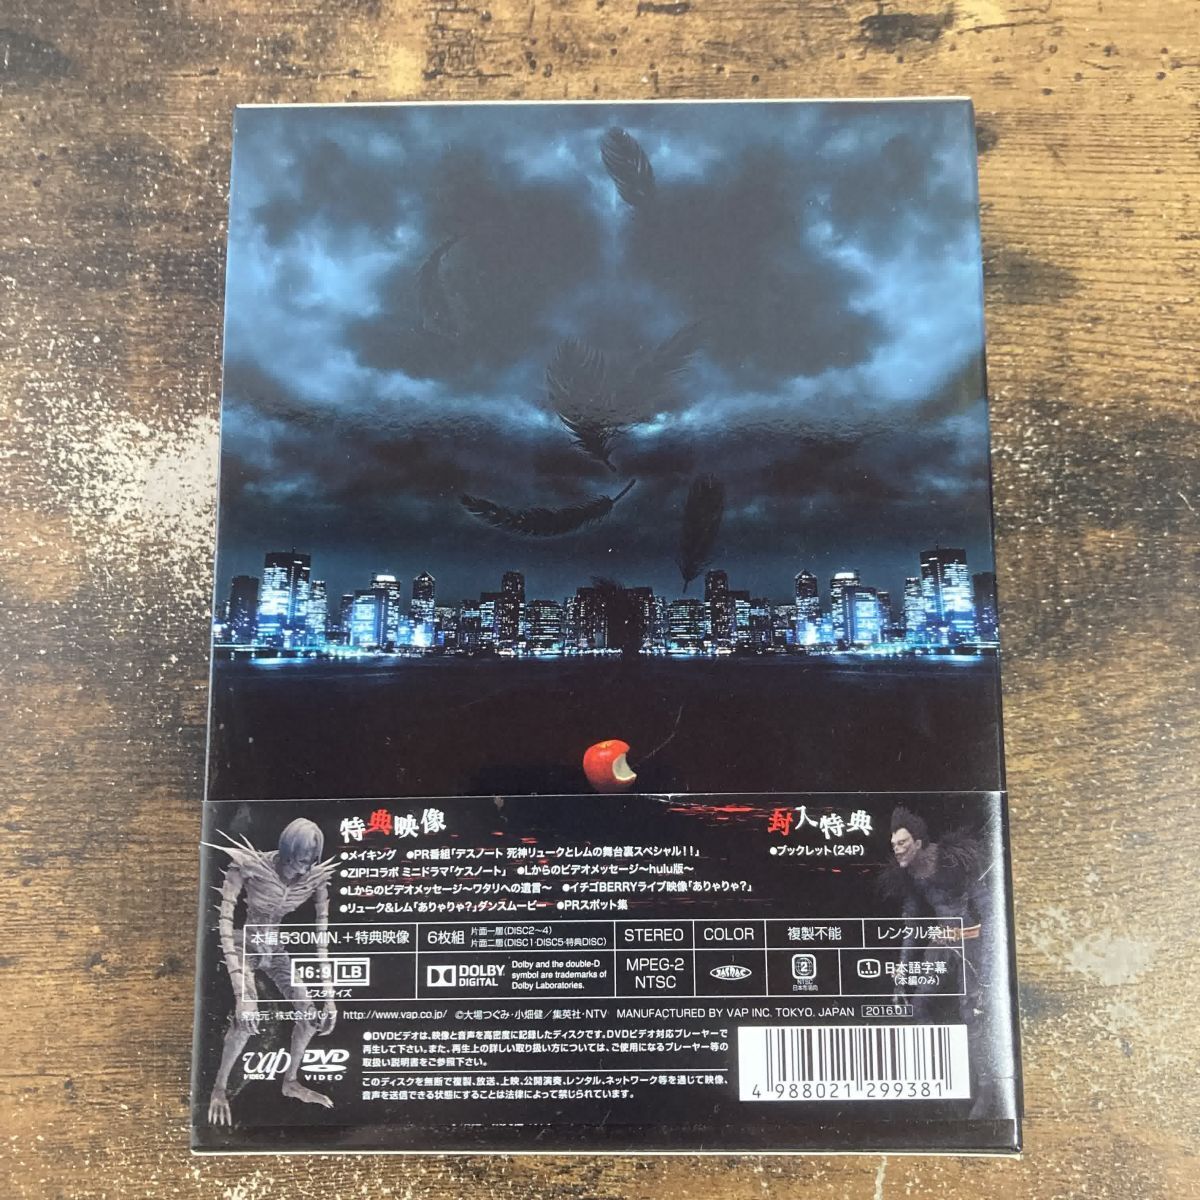 特典映像
●メイキング ●PR番組「デスノート 死神リュークとレムの舞台裏スペシャル!!」
●ZIP!コラボ ミニドラマ「ケスノート」 ●Lからのビデオメッセージ〜hulu版〜
●Lからのビデオメッセージ〜ワタリへの遺言〜 ●イチゴBERRYライブ映像「ありゃりゃ?」
●リューク&レム「ありゃりゃ?」ダンスムービー ●PRスポット集
封入特典
●ブックレット(24P)
本編530MIN.+特典映像
6枚組
片面一層(DISC2〜4)
片面二層(DISC1・DISC5・特典DISC)
STEREO
COLOR
複製不能
レンタル禁止
16:9 LB
ビスタサイズ
DOLBY
DIGITAL
Dolby and the double-D
symbol are trademarks of
Dolby Laboratories.
MPEG-2
NTSC
2
NTSC
日本市場向
1 日本語字幕
(本編のみ)
発売元: 株式会社バップ http://www.vap.co.jp/ ©大場つぐみ・小畑健/集英社・NTV MANUFACTURED BY VAP INC. TOKYO. JAPAN 2016.01
vap
VIDEO
DVD
VIDEO
●DVDビデオは、映像と音声を高密度に記録したディスクです。DVDビデオ対応プレーヤーで
再生して下さい。また、再生上の詳しい取り扱い方については、ご使用になるプレーヤー等の
取扱い説明書をご参照下さい。
このディスクを無断で複製、放送、上映、公開演奏、レンタル、ネットワーク等を通じて映像、
音声を送信できる状態にすることは法律によって禁じられています。
4 988021 299381